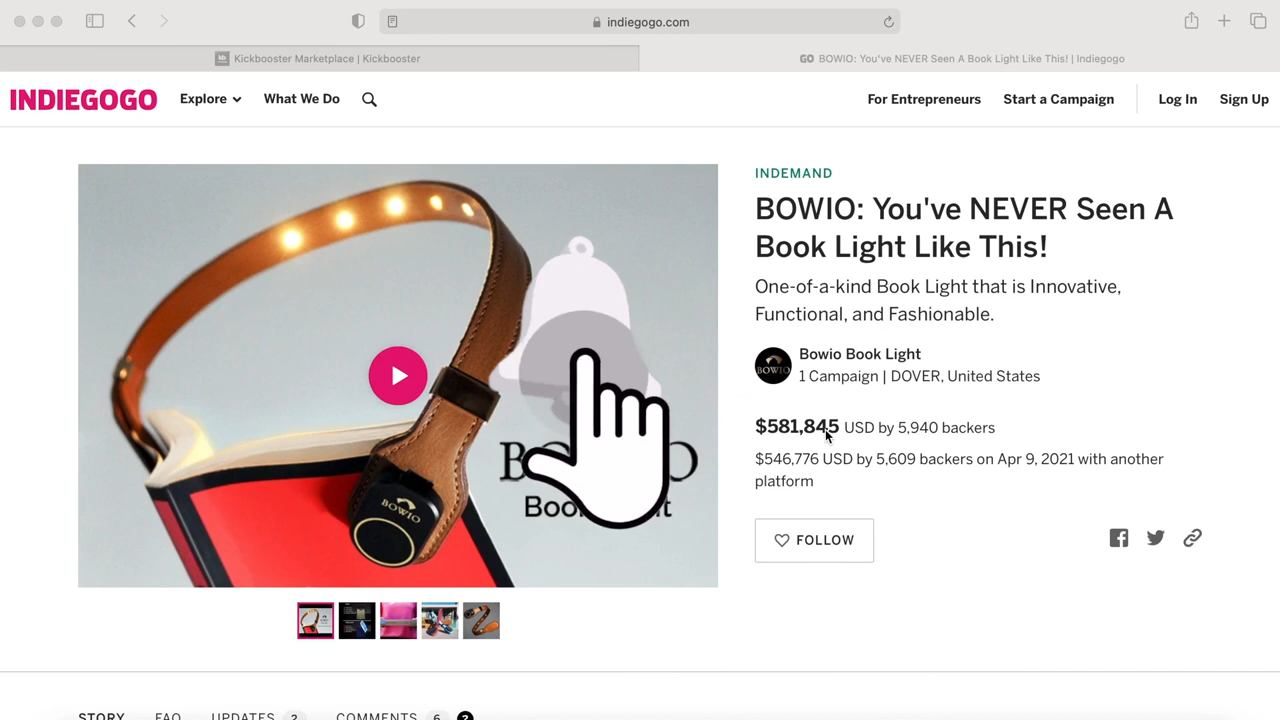 indiegogo.com
Kickbooster Marketplace | Kickbooster
GO BOWIO: You've NEVER Seen A Book Light Like This! | Indiegogo
INDIEGOGO Explore What We Do For Entrepreneurs Start a Campaign Log In Sign Up
INDEMAND
BOWIO: You've NEVER Seen A
Book Light Like This!
One-of-a-kind Book Light that is Innovative,
Functional, and Fashionable.
BOWIO
Bowio Book Light
1 Campaign | DOVER, United States
$581,845 USD by 5,940 backers
$546,776 USD by 5,609 backers on Apr 9, 2021 with another
platform
FOLLOW
BOWIO
STORY FAQ UPDATES 2 COMMENTS 6 ?